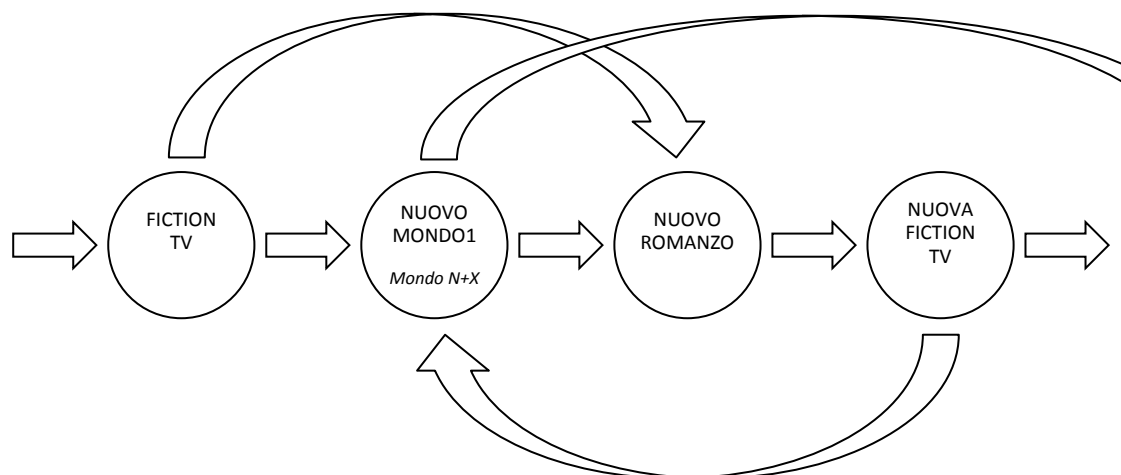 FICTION
TV
NUOVO
MONDO1
Mondo N+X
NUOVO
ROMANZO
NUOVA
FICTION
TV